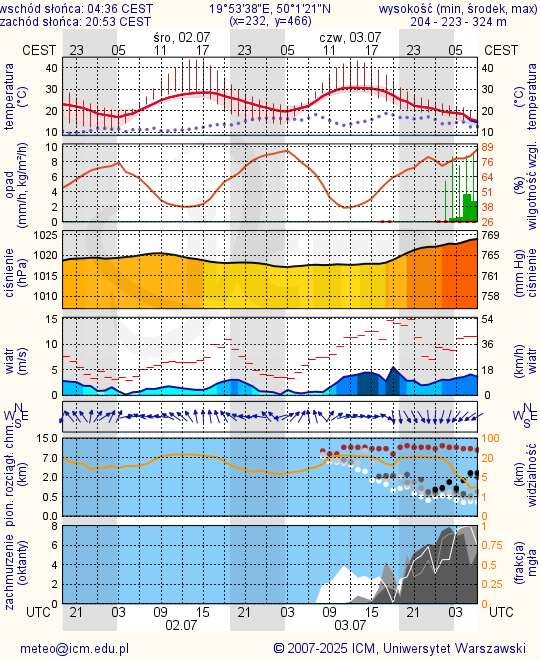 wschód słońca: 04:36 CEST 19°53'38"E, 50°1'21"N wysokość (min, środek, max)
zachód słońca: 20:53 CEST (x=232, y=466) 204 - 223 - 324 m
śro, 02.07 czw, 03.07
CEST 23 05 11 17 23 05 11 17 23 05 CEST
temperatura
(°C)
40 40
30 30
20 20
10 10
temperatura
(°C)
opad
(mm/h, kg/m²/h)
10 89
8 76
6 64
4 51
2 38
0 26
(%)
wilgotność wzgl.
ciśnienie
(hPa)
1025 769
1020 765
1015 761
1010 758
(mm Hg)
ciśnienie
wiatr
(m/s)
15 54
10 36
5 18
0 0
(km/h)
wiatr
N N
W E W E
S S
pion. rozciągł. chm.
(km)
15.0 100
7.0 20
2.0 10
1.0 5
0.5 1
0.0 0
(km)
widzialność
zachmurzenie
(oktanty)
8 1
6 0.75
4 0.5
2 0.25
0 0
(frakcja)
mgła
UTC 21 03 09 15 21 03 09 15 21 03 UTC
02.07 03.07
meteo@icm.edu.pl © 2007-2025 ICM, Uniwersytet Warszawski